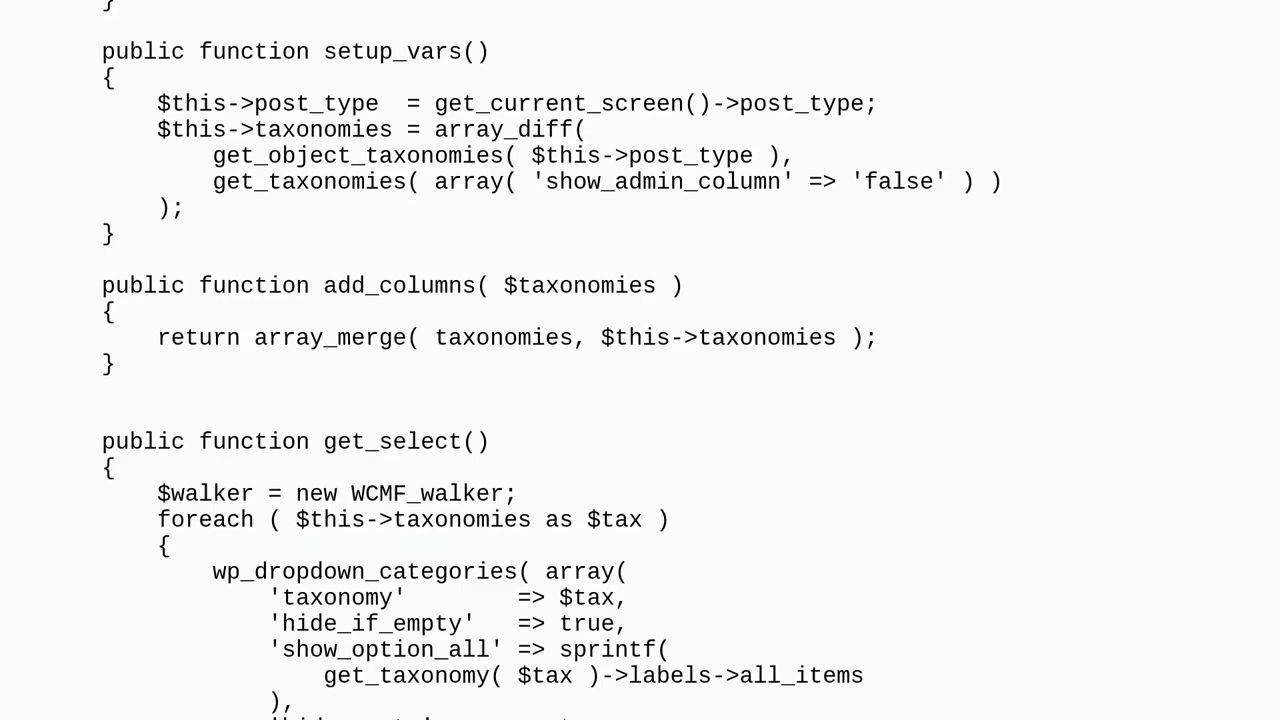 }
public function setup_vars()
{
    $this->post_type  = get_current_screen()->post_type;
    $this->taxonomies = array_diff(
        get_object_taxonomies( $this->post_type ),
        get_taxonomies( array( 'show_admin_column' => 'false' ) )
    );
}
public function add_columns( $taxonomies )
{
    return array_merge( taxonomies, $this->taxonomies );
}
public function get_select()
{
    $walker = new WCMF_walker;
    foreach ( $this->taxonomies as $tax )
    {
        wp_dropdown_categories( array(
            'taxonomy'        => $tax,
            'hide_if_empty'   => true,
            'show_option_all' => sprintf(
                get_taxonomy( $tax )->labels->all_items
            ),